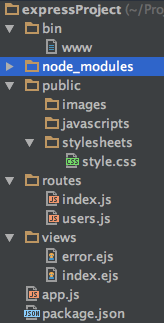 expressProject (~/Pro
bin
www
node_modules
public
images
javascripts
stylesheets
style.css
routes
index.js
users.js
views
error.ejs
index.ejs
app.js
package.json